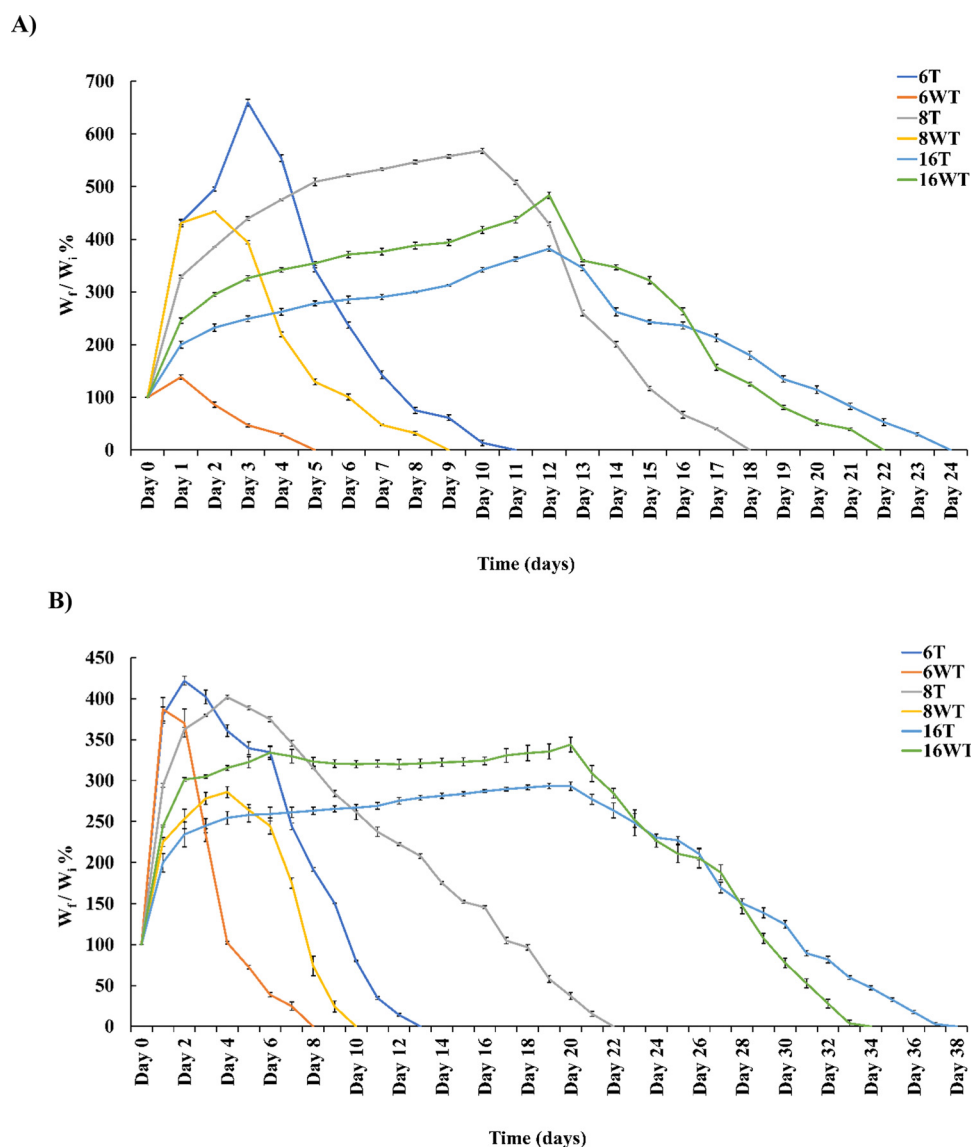 A)
700
600
500
400
300
200
100
0
W_f / W_i %
Day 0
Day 1
Day 2
Day 3
Day 4
Day 5
Day 6
Day 7
Day 8
Day 9
Day 10
Day 11
Day 12
Day 13
Day 14
Day 15
Day 16
Day 17
Day 18
Day 19
Day 20
Day 21
Day 22
Day 23
Day 24
Time (days)
6T
6WT
8T
8WT
16T
16WT
B)
450
400
350
300
250
200
150
100
50
0
W_f / W_i %
Day 0
Day 2
Day 4
Day 6
Day 8
Day 10
Day 12
Day 14
Day 16
Day 18
Day 20
Day 22
Day 24
Day 26
Day 28
Day 30
Day 32
Day 34
Day 36
Day 38
Time (days)
6T
6WT
8T
8WT
16T
16WT